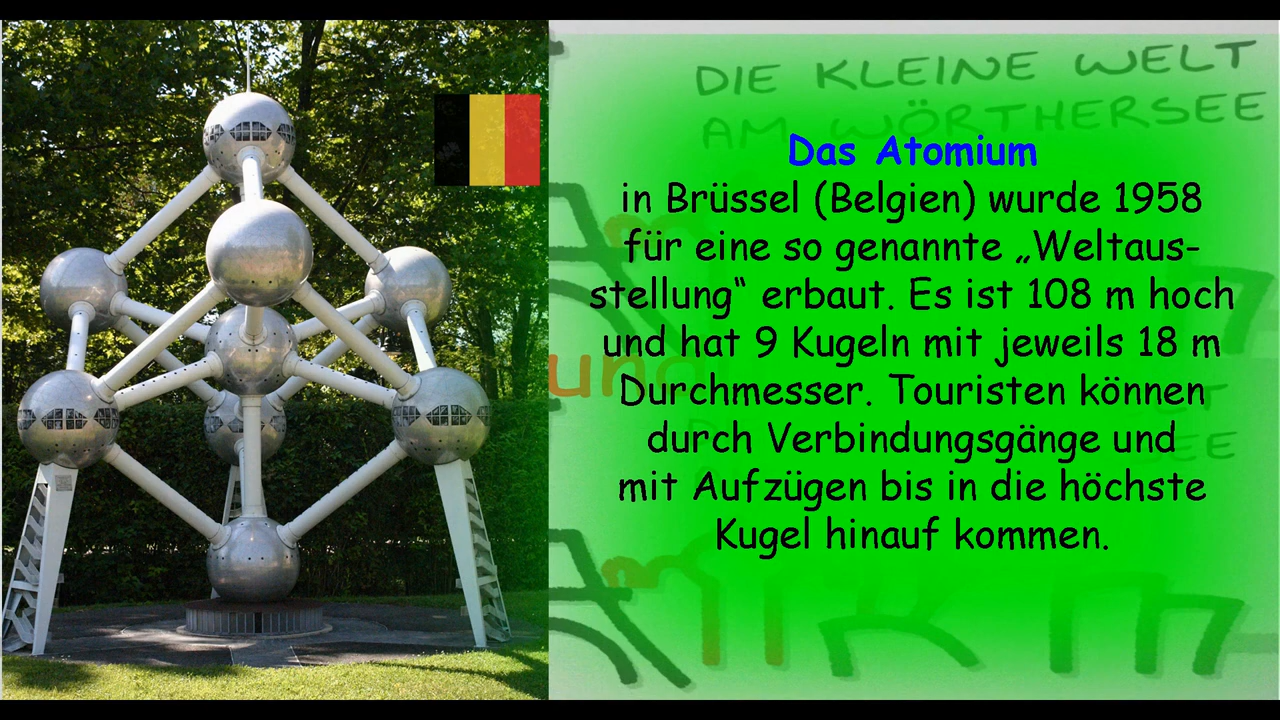 DIE KLEINE WELT
AM WÖRTHERSEE
Das Atomium
in Brüssel (Belgien) wurde 1958
für eine so genannte „Weltaus-
stellung“ erbaut. Es ist 108 m hoch
und hat 9 Kugeln mit jeweils 18 m
Durchmesser. Touristen können
durch Verbindungsgänge und
mit Aufzügen bis in die höchste
Kugel hinauf kommen.
und